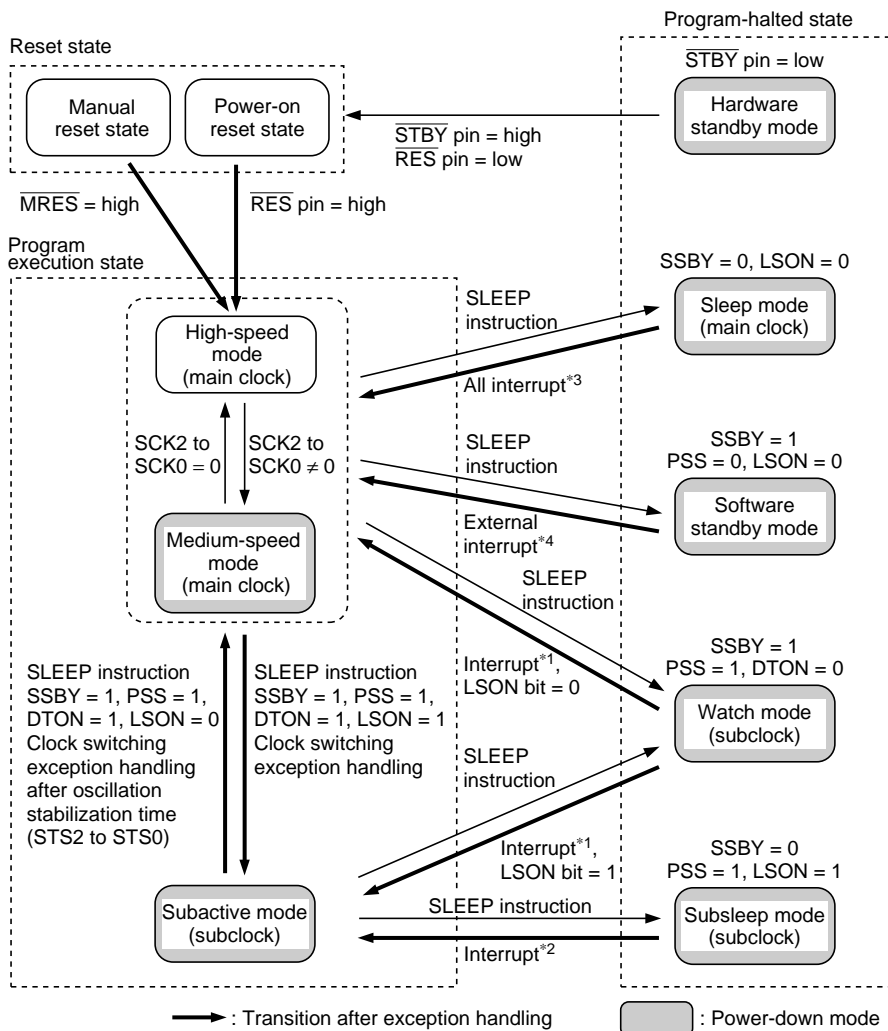 Program-halted state
Reset state
STBY pin = low
Manual
reset state
Power-on
reset state
Hardware
standby mode
STBY pin = high
RES pin = low
MRES = high
RES pin = high
Program
execution state
SSBY = 0, LSON = 0
SLEEP
instruction
Sleep mode
(main clock)
High-speed
mode
(main clock)
All interrupt*3
SCK2 to
SCK0 = 0
SCK2 to
SCK0 ≠ 0
SLEEP
instruction
SSBY = 1
PSS = 0, LSON = 0
Software
standby mode
External
interrupt*4
Medium-speed
mode
(main clock)
SLEEP
instruction
SSBY = 1
PSS = 1, DTON = 0
Interrupt*1,
LSON bit = 0
Watch mode
(subclock)
SLEEP instruction
SSBY = 1, PSS = 1,
DTON = 1, LSON = 0
Clock switching
exception handling
after oscillation
stabilization time
(STS2 to STS0)
SLEEP instruction
SSBY = 1, PSS = 1,
DTON = 1, LSON = 1
Clock switching
exception handling
SLEEP
instruction
Interrupt*1,
LSON bit = 1
SSBY = 0
PSS = 1, LSON = 1
Subactive mode
(subclock)
SLEEP instruction
Subsleep mode
(subclock)
Interrupt*2
: Transition after exception handling
: Power-down mode